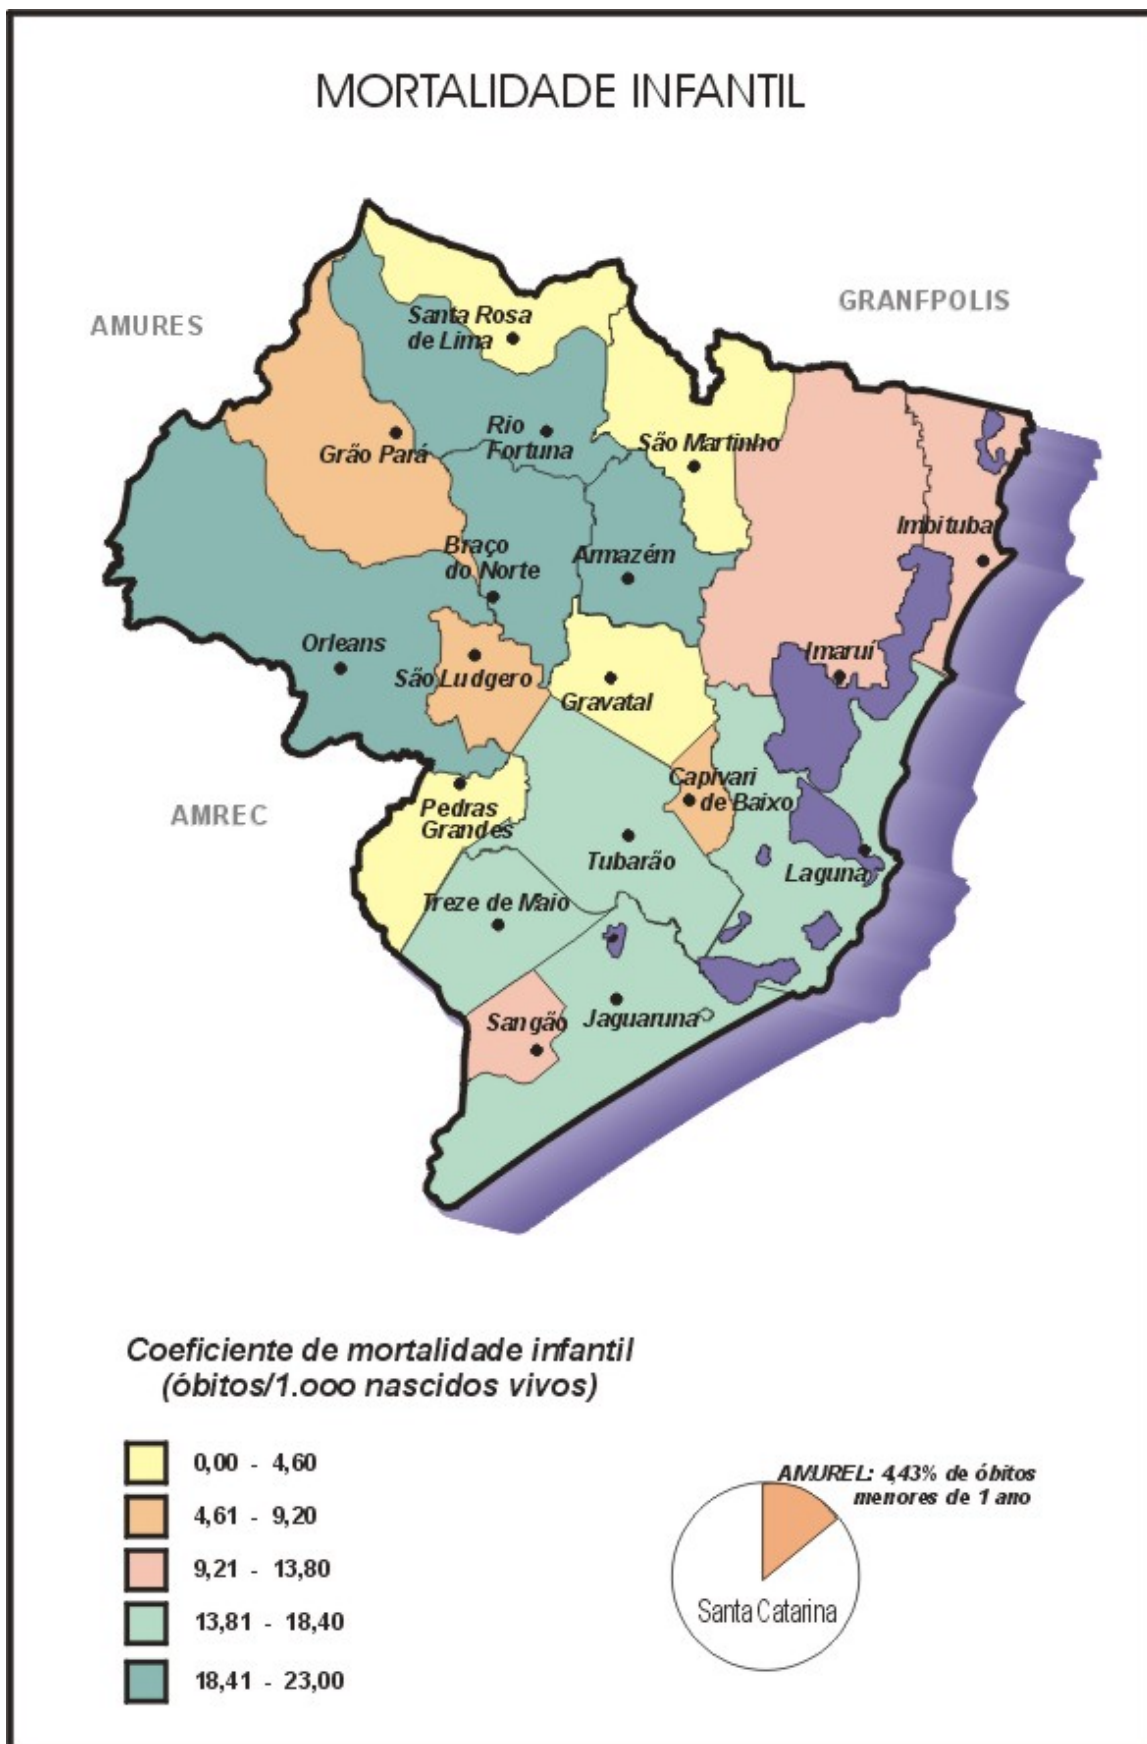 MORTALIDADE INFANTIL
GRANFPOLIS
AMURES
Santa Rosa
de Lima
Rio
Fortuna
São Martinho
Grão Pará
Imbituba
Braço
do Norte
Armazém
Orleans
São Ludgero
Imaruí
Gravatal
AMREC
Pedras
Grandes
Capivari
de Baixo
Tubarão
Laguna
Treze de Maio
Sangão
Jaguaruna
Coeficiente de mortalidade infantil
(óbitos/1.ooo nascidos vivos)
0,00 - 4,60
4,61 - 9,20
9,21 - 13,80
13,81 - 18,40
18,41 - 23,00
AMUREL: 4,43% de óbitos
menores de 1 ano
Santa Catarina